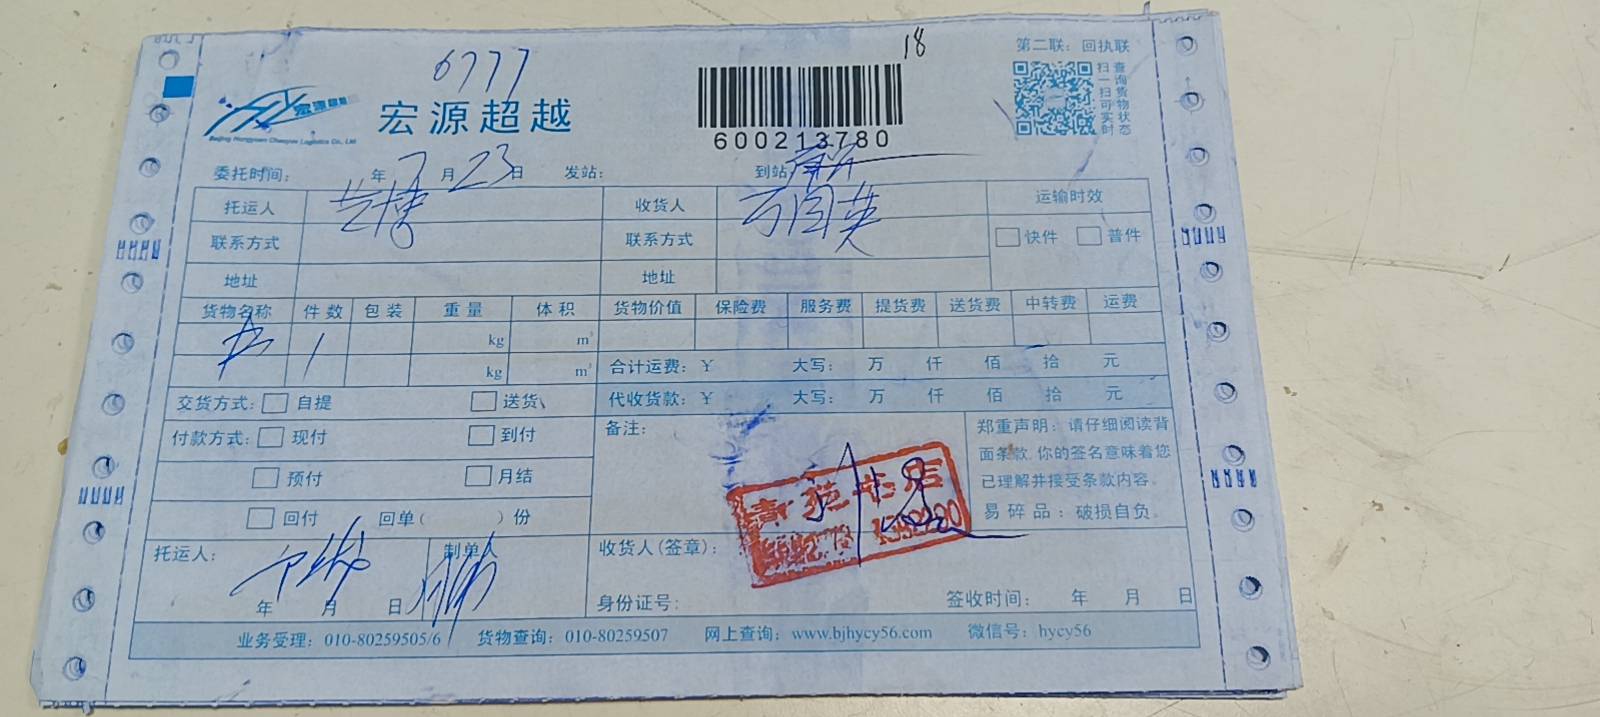 6777
18
第二联：回执联
宏源超越
Beijing Hongyuan Chaoyue Logistics Co., Ltd
宏源超越
600213780
扫一扫可实时
查询货物状态
委托时间： 年 7 月 23 日 发站： 到站
托运人 收货人 运输时效
联系方式 联系方式 快件 普件
地址 地址
货物名称 件数 包装 重量 体积 货物价值 保险费 服务费 提货费 送货费 中转费 运费
书 1 kg m³
kg m³ 合计运费：￥ 大写： 万 仟 佰 拾 元
交货方式： 自提 送货 代收货款：￥ 大写： 万 仟 佰 拾 元
付款方式： 现付 到付 备注：
预付 月结
回付 回单（ ）份
郑重声明：请仔细阅读背
面条款，你的签名意味着您
已理解并接受条款内容。
易碎品：破损自负。
托运人： 制单人 收货人(签章)：
年 月 日 身份证号： 签收时间： 年 月 日
业务受理：010-80259505/6 货物查询：010-80259507 网上查询：www.bjhycy56.com 微信号：hycy56